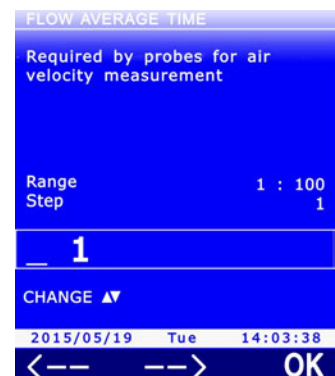 FLOW AVERAGE TIME
Required by probes for air
velocity measurement
Range 1 : 100
Step 1
_ 1
CHANGE ▲▼
2015/05/19 Tue 14:03:38
<-- --> OK